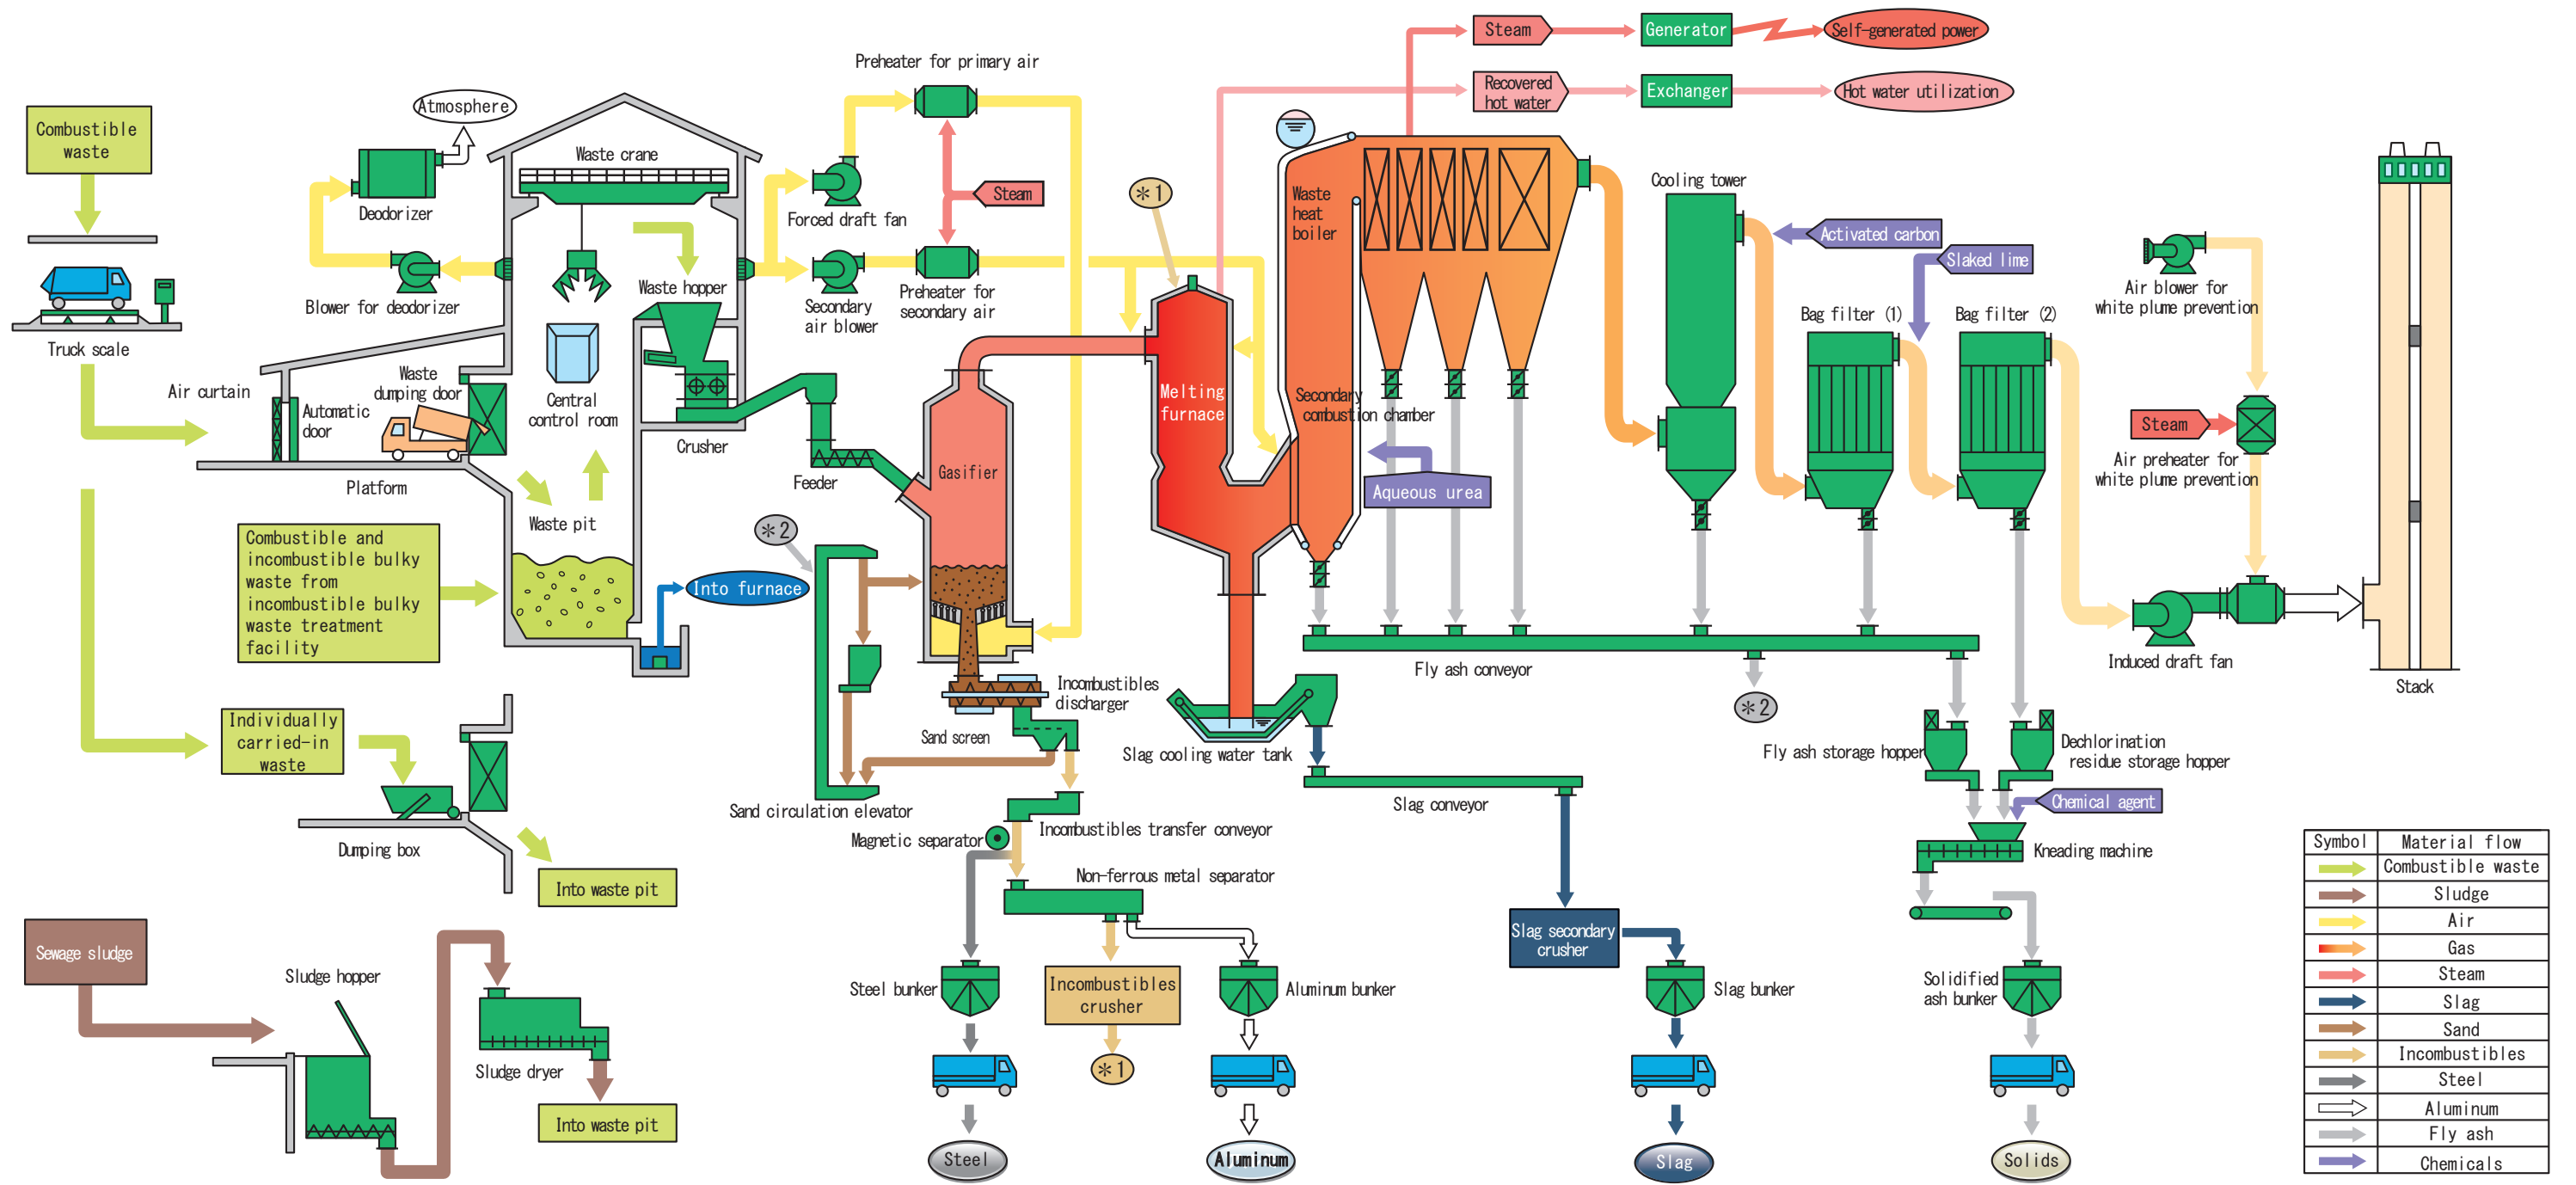 Steam
Generator
Self-generated power
Recovered
hot water
Exchanger
Hot water utilization
Preheater for primary air
Combustible
waste
Atmosphere
Deodorizer
Blower for deodorizer
Waste crane
Waste hopper
Forced draft fan
Steam
Secondary
air blower
Preheater for
secondary air
＊1
Waste
heat
boiler
Cooling tower
Activated carbon
Slaked lime
Bag filter (1)
Bag filter (2)
Air blower for
white plume prevention
Steam
Air preheater for
white plume prevention
Truck scale
Air curtain
Automatic
door
Waste
dumping door
Platform
Central
control room
Crusher
Feeder
Waste pit
Gasifier
Melting
furnace
Secondary
combustion chamber
Aqueous urea
＊2
Combustible and
incombustible bulky
waste from
incombustible bulky
waste treatment
facility
Into furnace
Fly ash conveyor
＊2
Induced draft fan
Stack
Incombustibles
discharger
Sand screen
Slag cooling water tank
Sand circulation elevator
Slag conveyor
Fly ash storage hopper
Dechlorination
residue storage hopper
Chemical agent
Kneading machine
Individually
carried-in
waste
Dumping box
Into waste pit
Incombustibles transfer conveyor
Magnetic separator
Non-ferrous metal separator
Sewage sludge
Sludge hopper
Sludge dryer
Into waste pit
Steel bunker
Incombustibles
crusher
＊1
Aluminum bunker
Slag secondary
crusher
Slag bunker
Solidified
ash bunker
Steel
Aluminum
Slag
Solids
Symbol Material flow
Combustible waste
Sludge
Air
Gas
Steam
Slag
Sand
Incombustibles
Steel
Aluminum
Fly ash
Chemicals